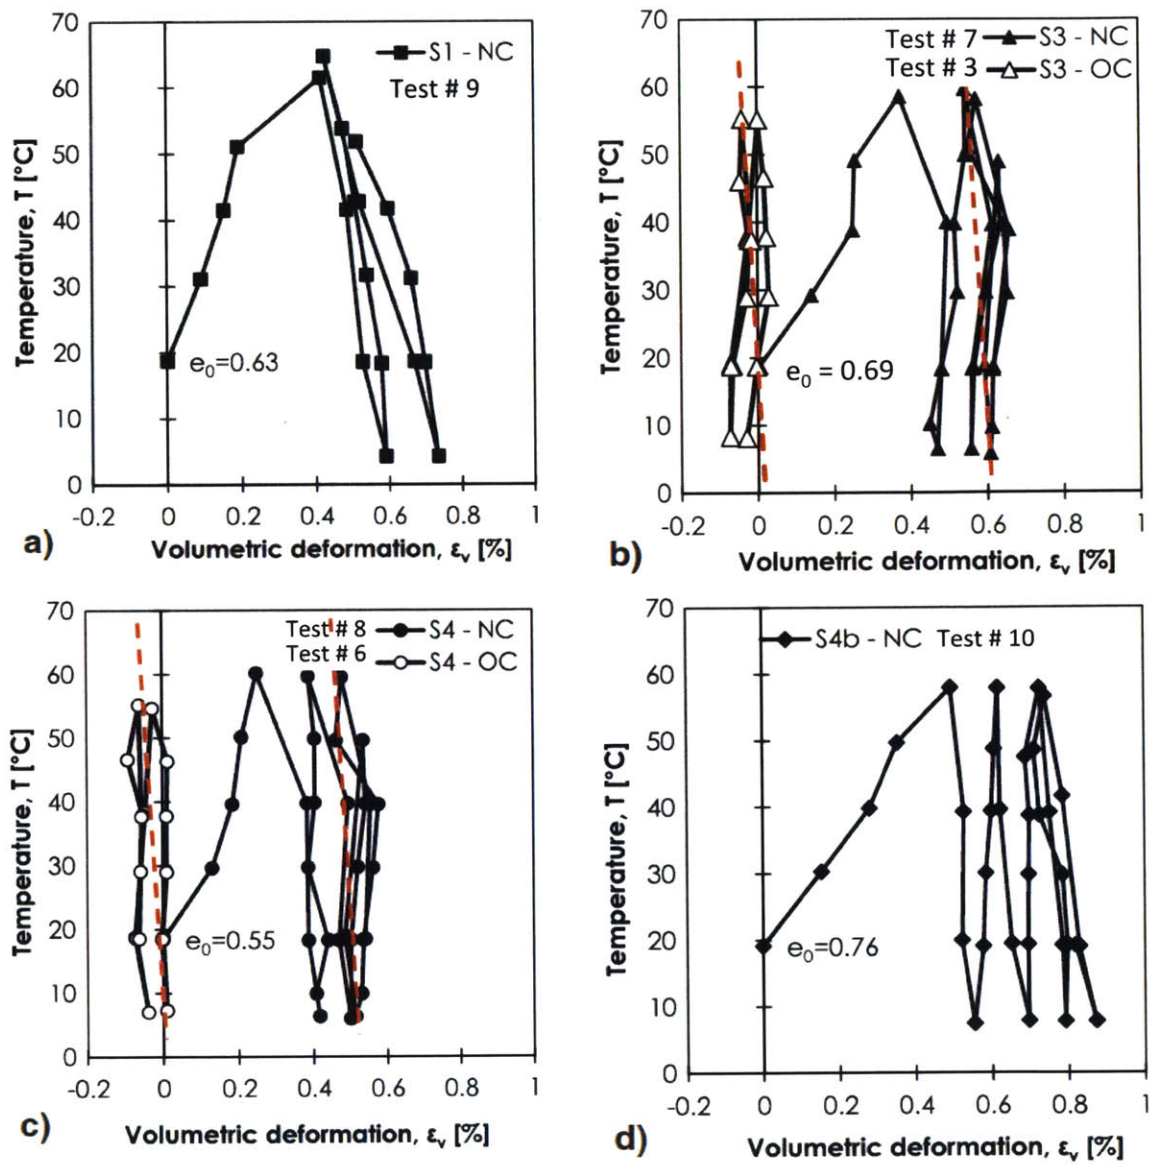 70
60
50
40
30
20
10
0
-0.2 0 0.2 0.4 0.6 0.8 1
Temperature, T [°C]
S1 - NC
Test # 9
e0=0.63
a)
Volumetric deformation, εv [%]
70
60
50
40
30
20
10
0
-0.2 0 0.2 0.4 0.6 0.8 1
Temperature, T [°C]
Test # 7 S3 - NC
Test # 3 S3 - OC
e0 = 0.69
b)
Volumetric deformation, εv [%]
70
60
50
40
30
20
10
0
-0.2 0 0.2 0.4 0.6 0.8 1
Temperature, T [°C]
Test # 8 S4 - NC
Test # 6 S4 - OC
e0=0.55
c)
Volumetric deformation, εv [%]
70
60
50
40
30
20
10
0
-0.2 0 0.2 0.4 0.6 0.8 1
Temperature, T [°C]
S4b - NC Test # 10
e0=0.76
d)
Volumetric deformation, εv [%]